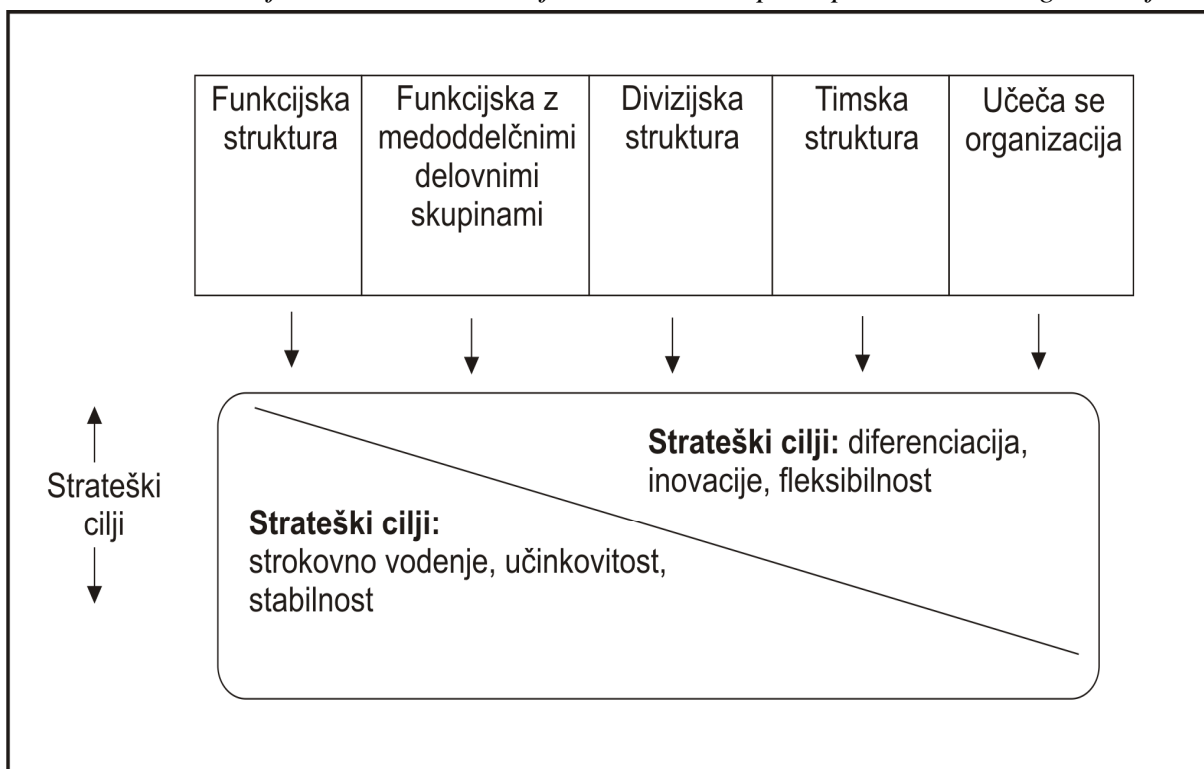 Funkcijska
struktura
Funkcijska z
medoddelčnimi
delovnimi
skupinami
Divizijska
struktura
Timska
struktura
Učeča se
organizacija
Strateški
cilji
Strateški cilji: diferenciacija,
inovacije, fleksibilnost
Strateški cilji:
strokovno vodenje, učinkovitost,
stabilnost